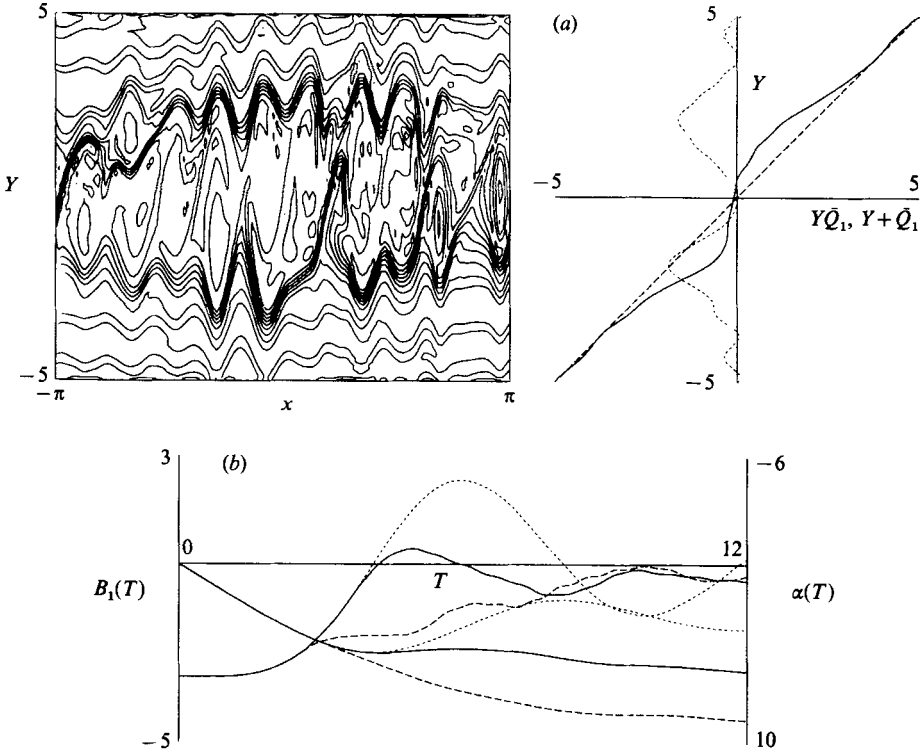 5
Y
−5
−π
x
π
(a)
5
Y
−5
5
YQ̄₁, Y + Q̄₁
−5
(b)
3
−6
0
12
B₁(T)
T
α(T)
−5
10